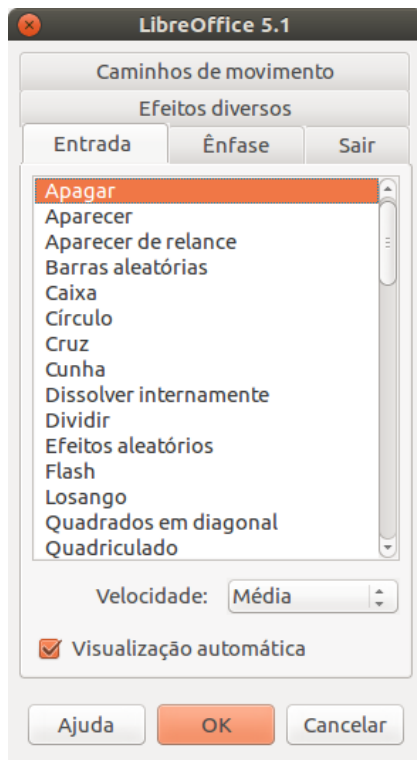 LibreOffice 5.1
Caminhos de movimento
Efeitos diversos
Entrada Ênfase Sair
Apagar
Aparecer
Aparecer de relance
Barras aleatórias
Caixa
Círculo
Cruz
Cunha
Dissolver internamente
Dividir
Efeitos aleatórios
Flash
Losango
Quadrados em diagonal
Quadriculado
Velocidade: Média
Visualização automática
Ajuda OK Cancelar